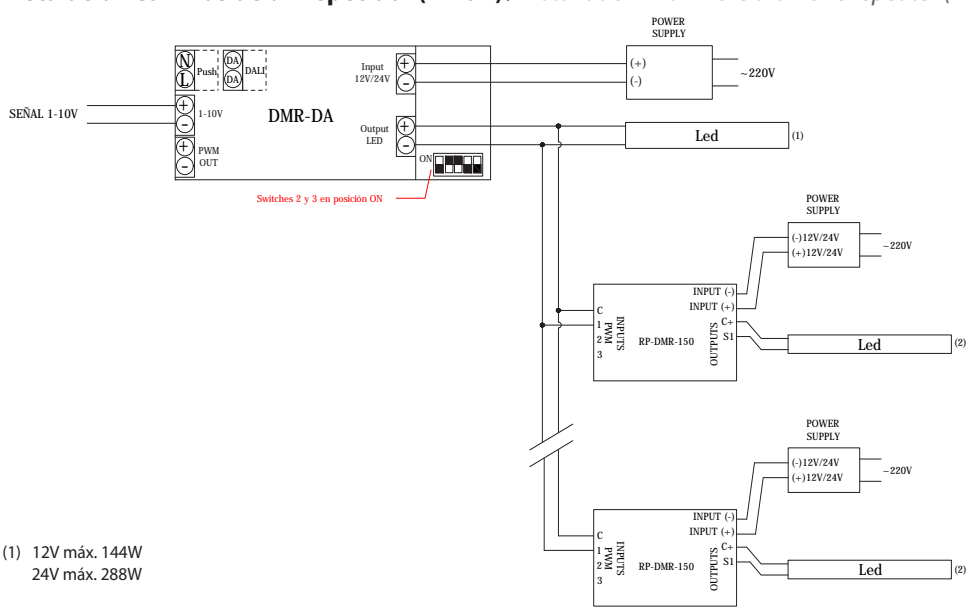 POWER
SUPPLY
N
L
Push
DA
DA
DALI
Input
12V/24V
+
-
(+)
(-)
~220V
SEÑAL 1-10V
+
-
1-10V
DMR-DA
Output
LED
+
-
Led
(1)
+
-
PWM
OUT
ON
Switches 2 y 3 en posición ON
POWER
SUPPLY
(-)12V/24V
(+)12V/24V
~220V
INPUT (-)
INPUT (+)
C
1
2
3
PWM
INPUTS
RP-DMR-150
OUTPUTS
C+
S1
Led
(2)
POWER
SUPPLY
(-)12V/24V
(+)12V/24V
~220V
INPUT (-)
INPUT (+)
C
1
2
3
PWM
INPUTS
RP-DMR-150
OUTPUTS
C+
S1
Led
(2)
(1) 12V máx. 144W
24V máx. 288W